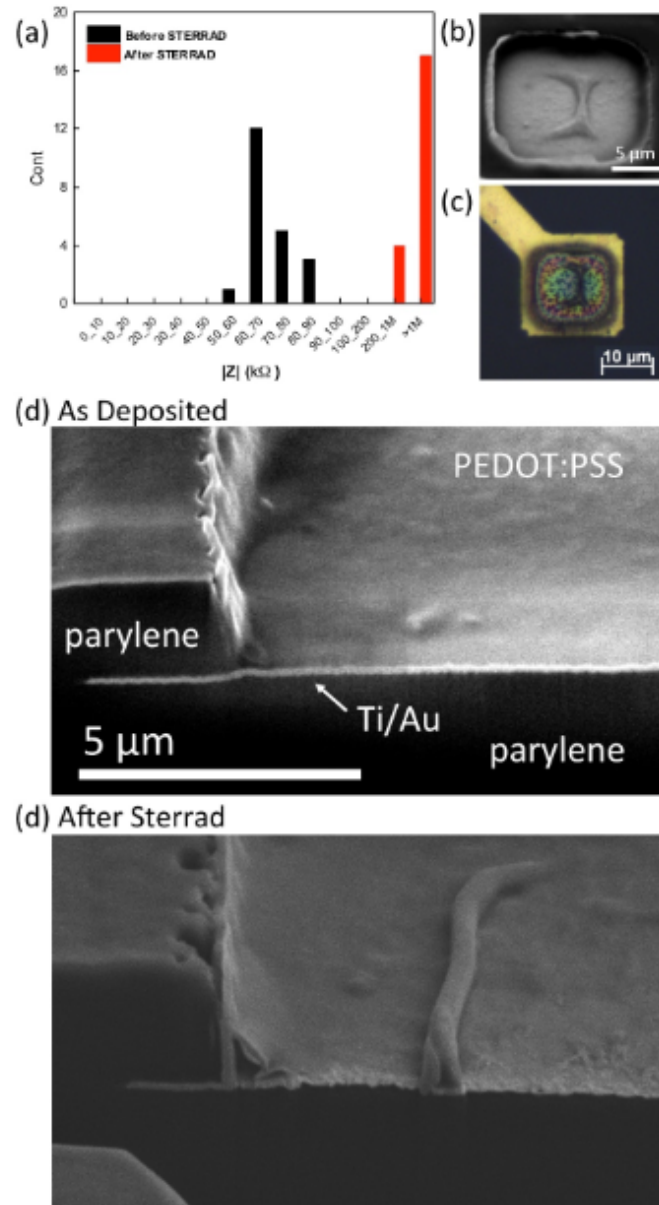 (a)
20
16
12
8
4
0
Cont
Before STERRAD
After STERRAD
0_10
10_20
20_30
30_40
40_50
50_60
60_70
70_80
80_90
90_100
100_200
200_1M
>1M
|Z| (kΩ)
(b)
5 μm
(c)
10 μm
(d) As Deposited
PEDOT:PSS
parylene
Ti/Au
5 μm
parylene
(d) After Sterrad